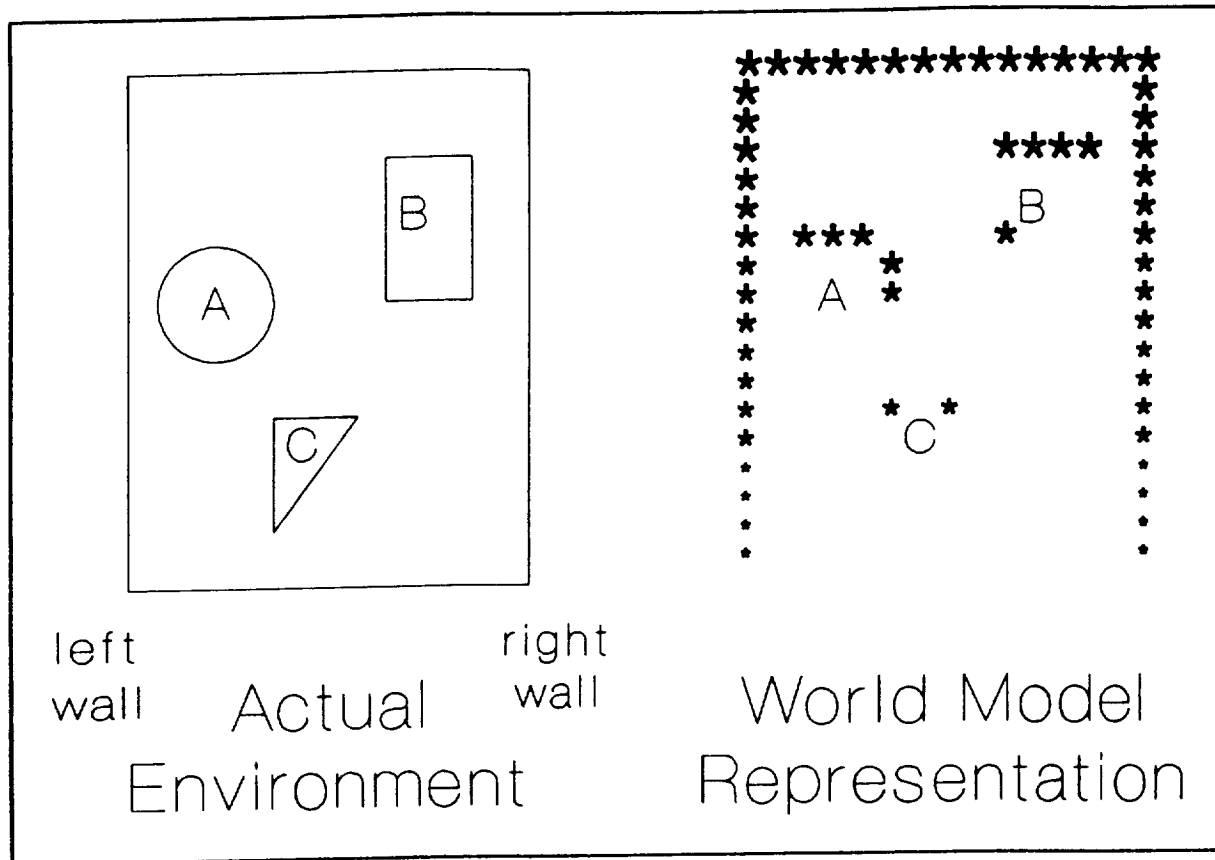 A
B
C
left
wall
right
wall
Actual
Environment
B
A
C
World Model
Representation